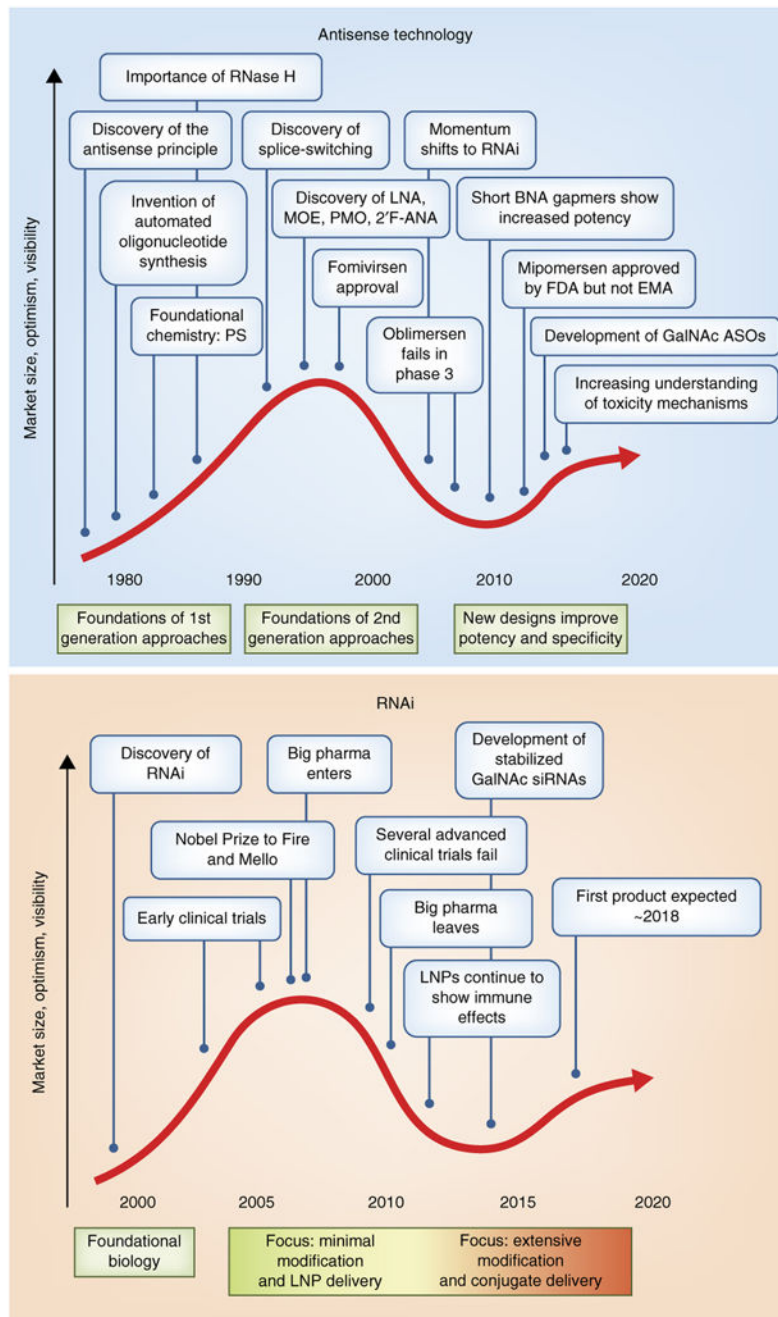 Antisense technology
Importance of RNase H
Discovery of the
antisense principle
Discovery of
splice-switching
Momentum
shifts to RNAi
Invention of
automated
oligonucleotide
synthesis
Discovery of LNA,
MOE, PMO, 2′F-ANA
Short BNA gapmers show
increased potency
Fomivirsen
approval
Mipomersen approved
by FDA but not EMA
Foundational
chemistry: PS
Oblimersen
fails in
phase 3
Development of GalNAc ASOs
Increasing understanding
of toxicity mechanisms
Market size, optimism, visibility
1980
1990
2000
2010
2020
Foundations of 1st
generation approaches
Foundations of 2nd
generation approaches
New designs improve
potency and specificity
RNAi
Discovery of
RNAi
Big pharma
enters
Development of
stabilized
GalNAc siRNAs
Nobel Prize to Fire
and Mello
Several advanced
clinical trials fail
Early clinical trials
Big pharma
leaves
First product expected
~2018
LNPs continue to
show immune
effects
Market size, optimism, visibility
2000
2005
2010
2015
2020
Foundational
biology
Focus: minimal
modification
and LNP delivery
Focus: extensive
modification
and conjugate delivery